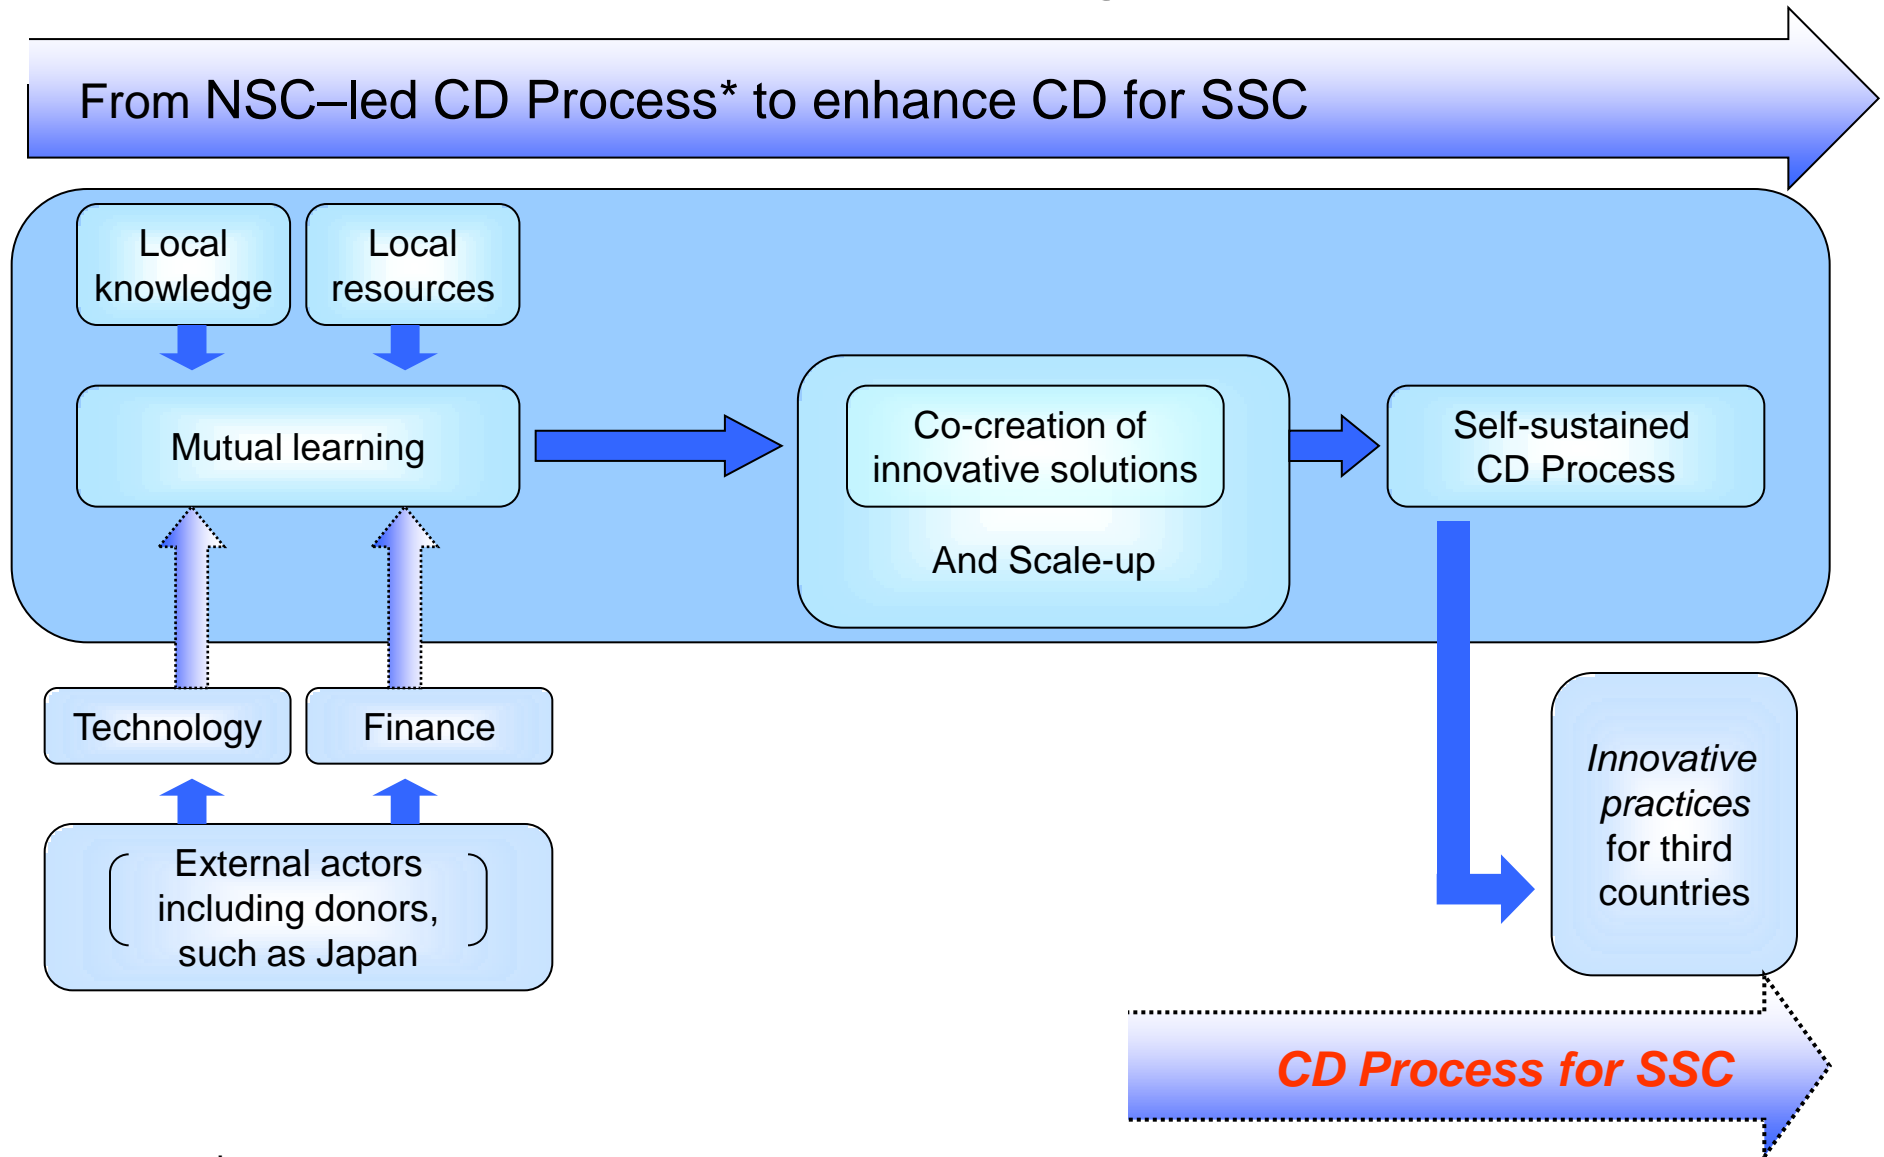 From NSC–led CD Process* to enhance CD for SSC
Local
knowledge
Local
resources
Mutual learning
Co-creation of
innovative solutions
And Scale-up
Self-sustained
CD Process
Technology
Finance
External actors
including donors,
such as Japan
Innovative
practices
for third
countries
CD Process for SSC